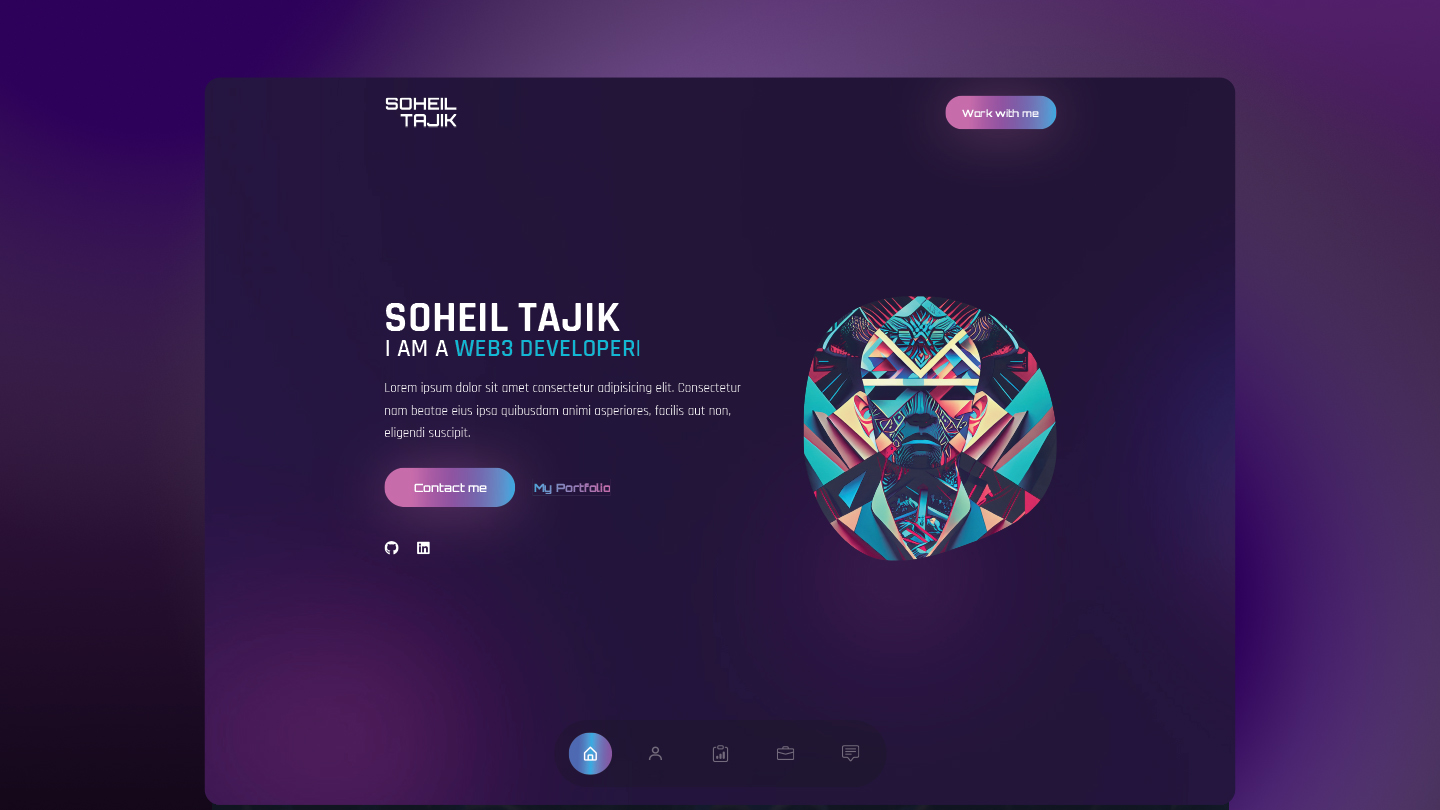 SOHEIL
TAJIK
Work with me
SOHEIL TAJIK
I AM A WEB3 DEVELOPER|
Lorem ipsum dolor sit amet consectetur adipisicing elit. Consectetur
nam beatae eius ipsa quibusdam animi asperiores, facilis aut non,
eligendi suscipit.
Contact me
My Portfolio